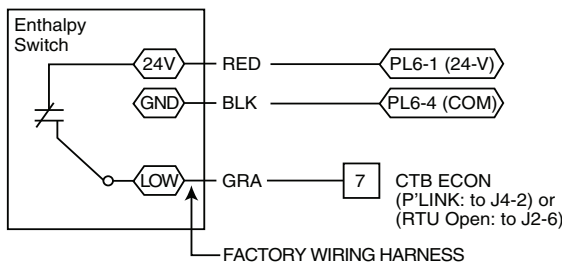 Enthalpy
Switch
24V RED PL6-1 (24-V)
GND BLK PL6-4 (COM)
LOW GRA 7 CTB ECON
(P'LINK: to J4-2) or
(RTU Open: to J2-6)
FACTORY WIRING HARNESS